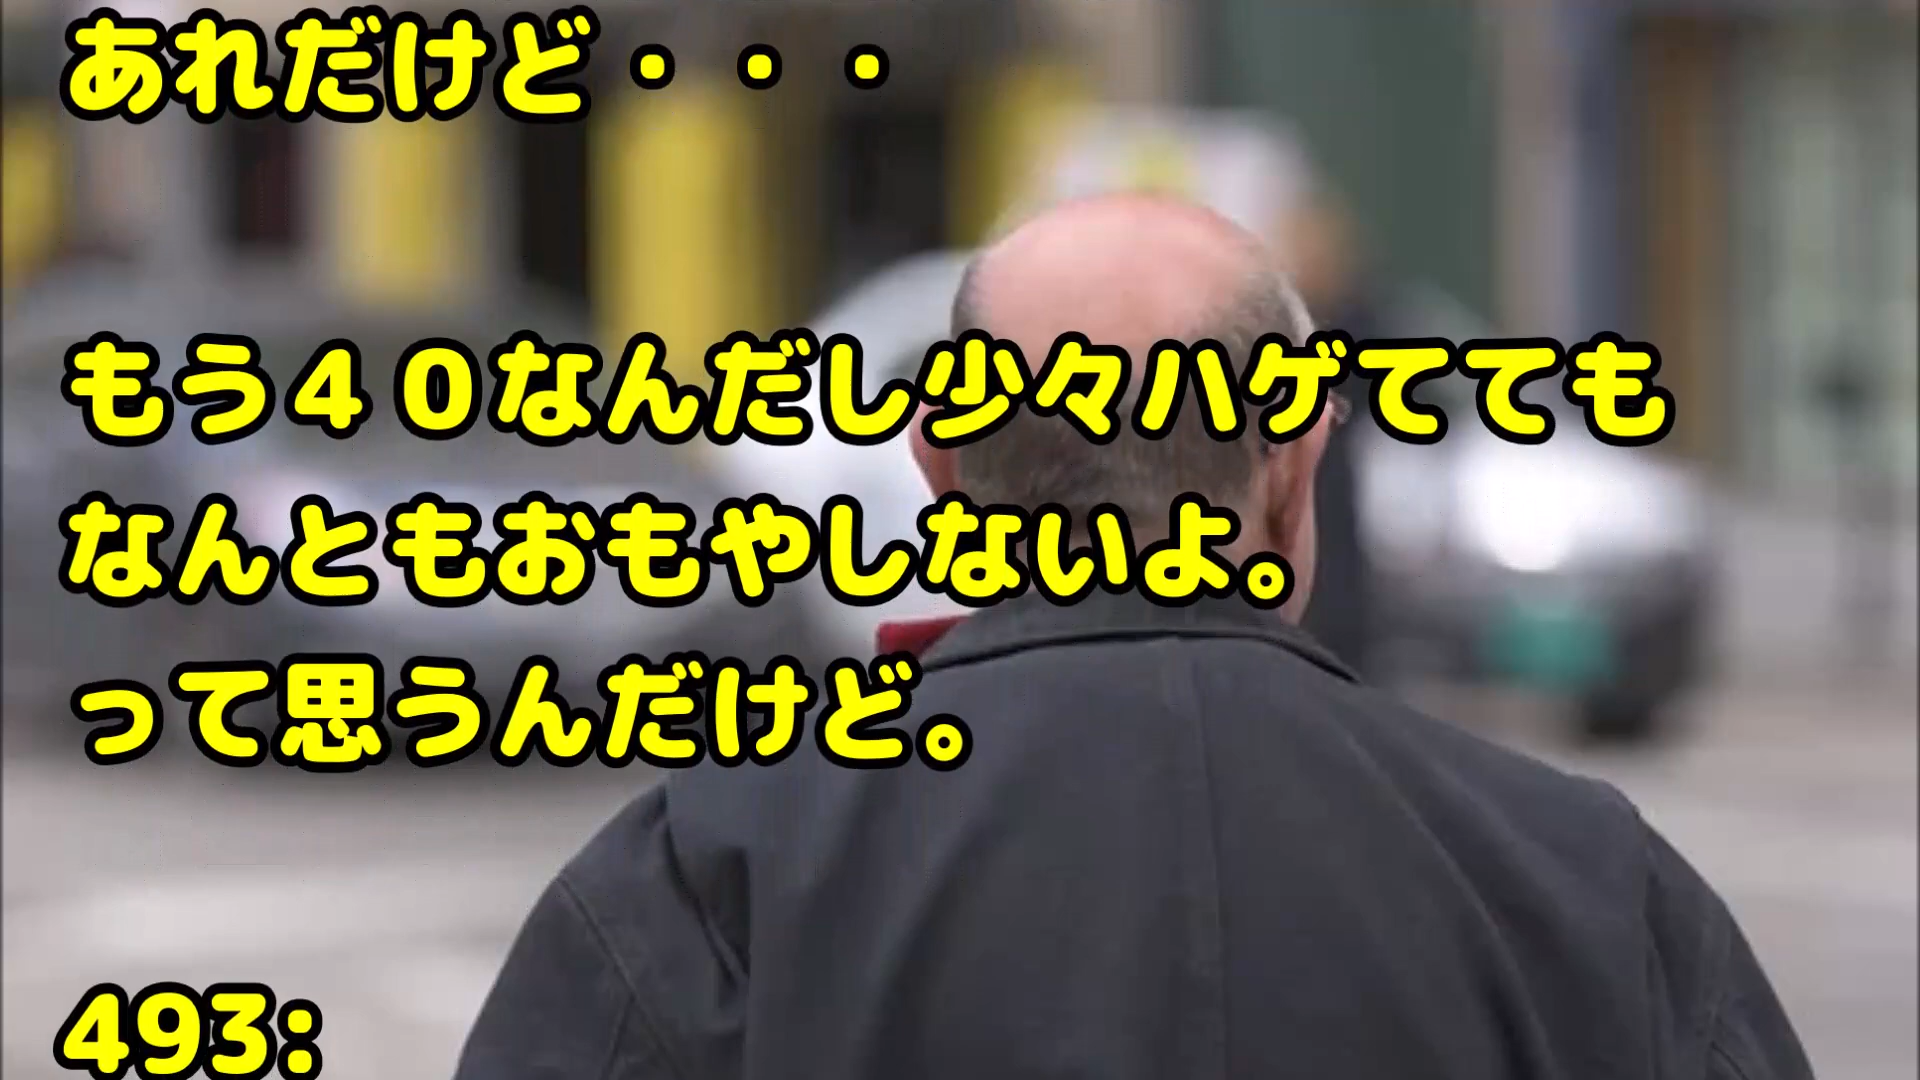 あれだけど・・・
もう４０なんだし少々ハゲてても
なんともおもやしないよ。
って思うんだけど。
493: